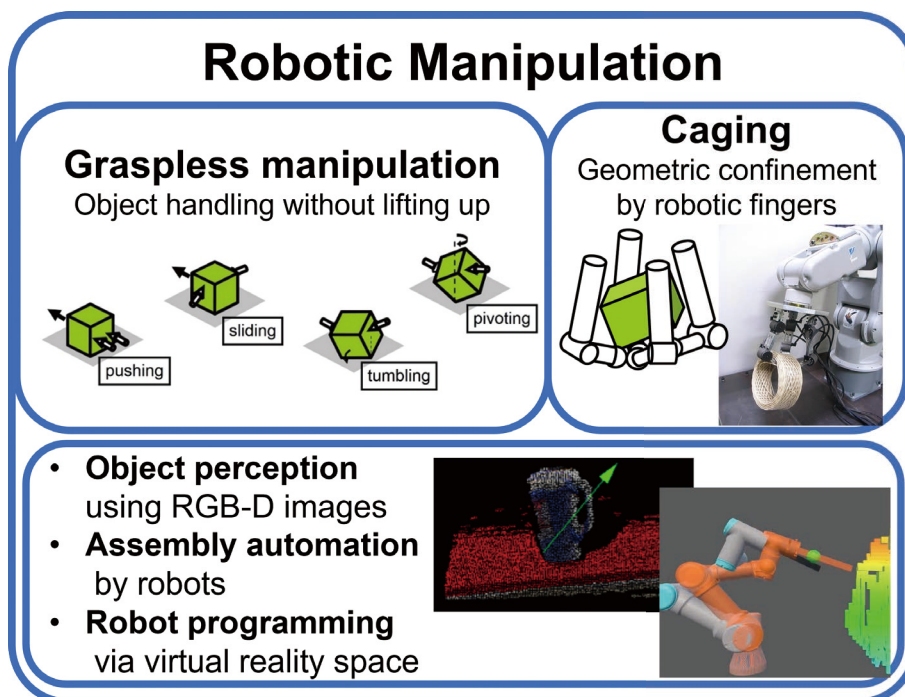 Robotic Manipulation
Graspless manipulation
Object handling without lifting up
pushing
sliding
tumbling
pivoting
Caging
Geometric confinement
by robotic fingers
• Object perception
using RGB-D images
• Assembly automation
by robots
• Robot programming
via virtual reality space